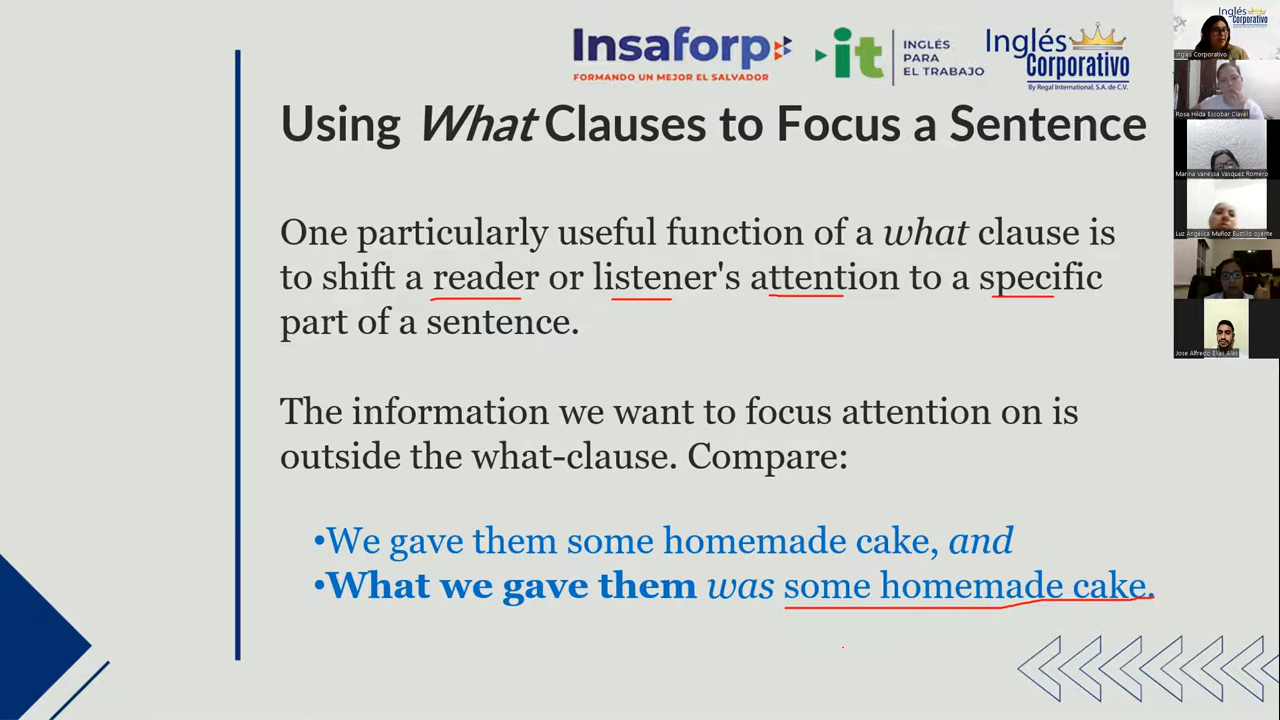 Insaforp
FORMANDO UN MEJOR EL SALVADOR
it
INGLÉS
PARA
EL TRABAJO
Inglés
Corporativo
By Regal International, S.A. de C.V.
Using What Clauses to Focus a Sentence
One particularly useful function of a what clause is
to shift a reader or listener's attention to a specific
part of a sentence.
The information we want to focus attention on is
outside the what-clause. Compare:
•We gave them some homemade cake, and
•What we gave them was some homemade cake.
Inglés
Corporativo
Inglés Corporativo
Rosa Hilda Escobar Clavel
Marina Vanessa Vásquez Romero
Luz Angélica Muñoz Bustillo oyente
Jose Alfredo Elias Alas